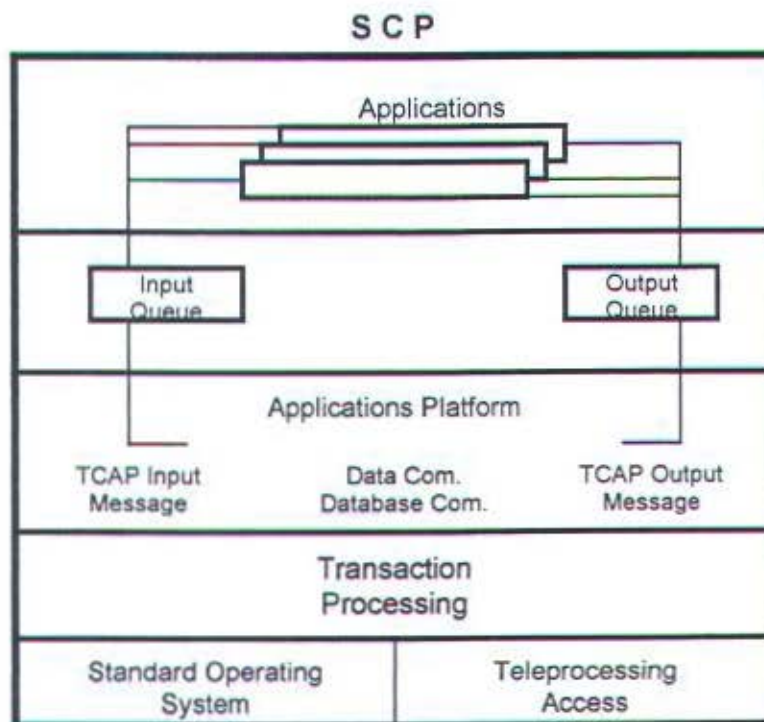 SCP
Applications
Input
Queue
Output
Queue
Applications Platform
TCAP Input
Message
Data Com.
Database Com.
TCAP Output
Message
Transaction
Processing
Standard Operating
System
Teleprocessing
Access